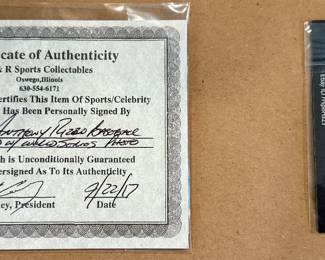 cate of Authenticity
& R Sports Collectables
Oswego,Illinois
630-554-6171
ertifies This Item Of Sports/Celebrity
Has Been Personally Signed By
Anthony Rizzo Baseball
World Series Photo
h is Unconditionally Guaranteed
ersigned As To Its Authenticity
9/22/17
ey, President Date